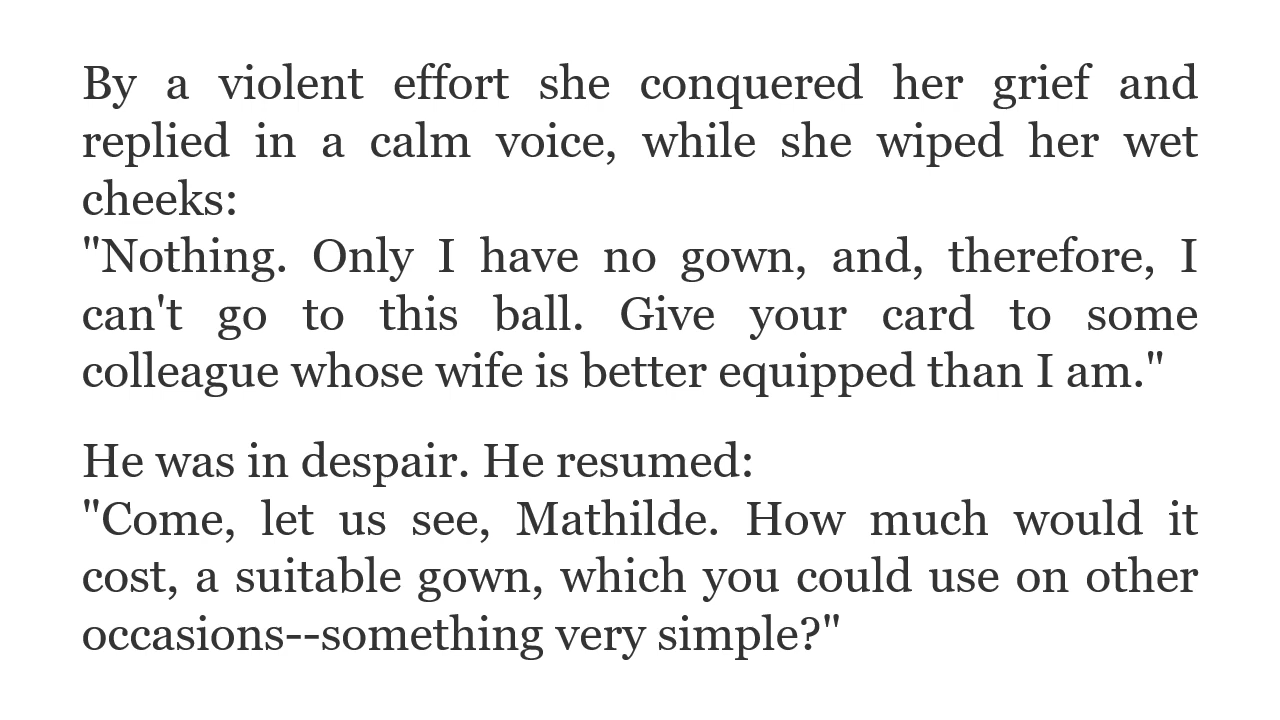 By a violent effort she conquered her grief and
replied in a calm voice, while she wiped her wet
cheeks:
"Nothing. Only I have no gown, and, therefore, I
can't go to this ball. Give your card to some
colleague whose wife is better equipped than I am."
He was in despair. He resumed:
"Come, let us see, Mathilde. How much would it
cost, a suitable gown, which you could use on other
occasions--something very simple?"